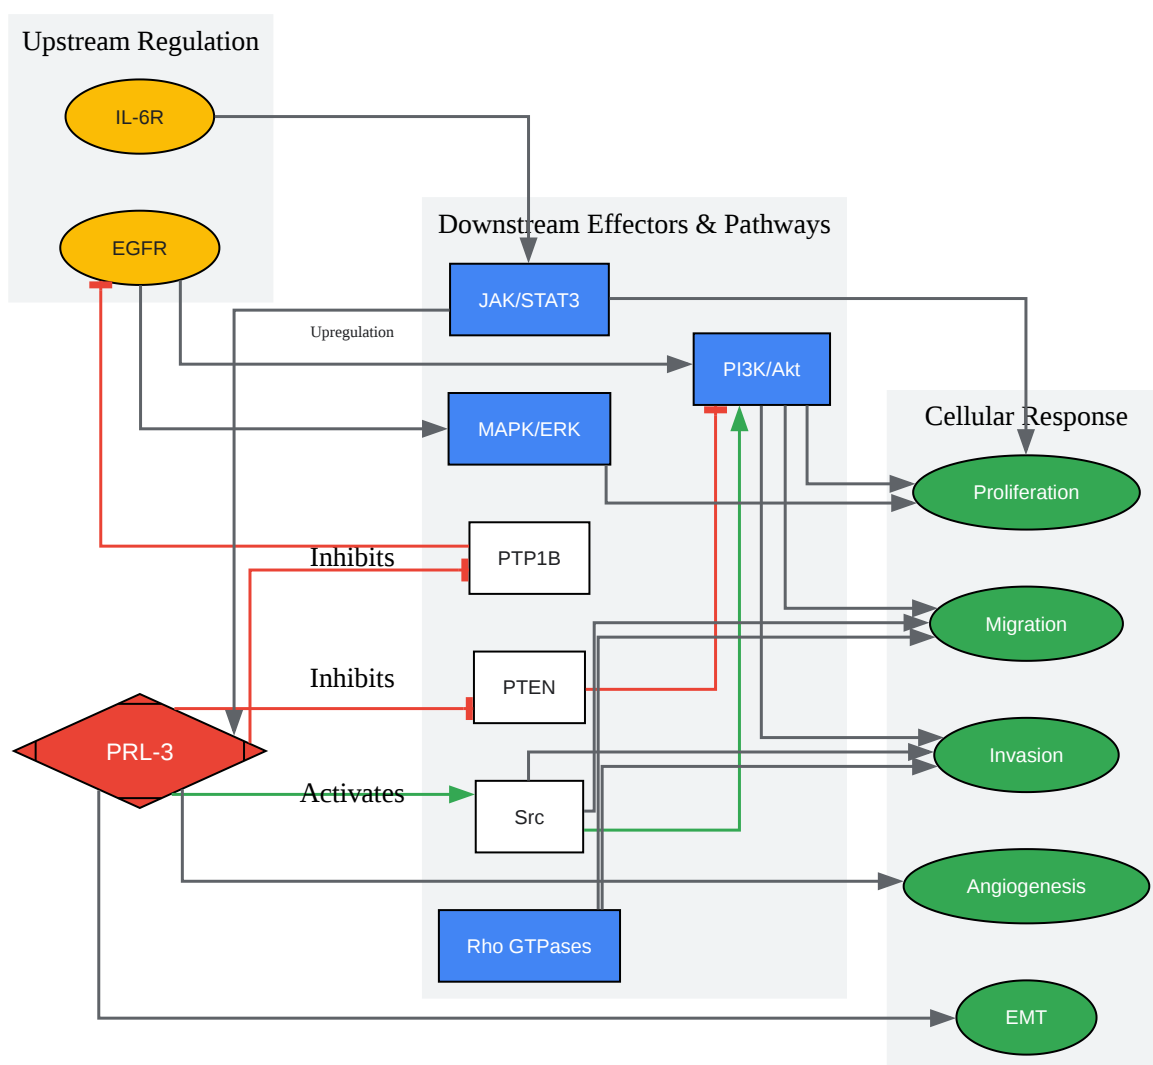 Upstream Regulation
IL-6R
EGFR
Downstream Effectors & Pathways
JAK/STAT3
Upregulation
PI3K/Akt
MAPK/ERK
Cellular Response
Proliferation
PTP1B
Inhibits
Migration
PTEN
Inhibits
PRL-3
Invasion
Activates
Src
Angiogenesis
Rho GTPases
EMT